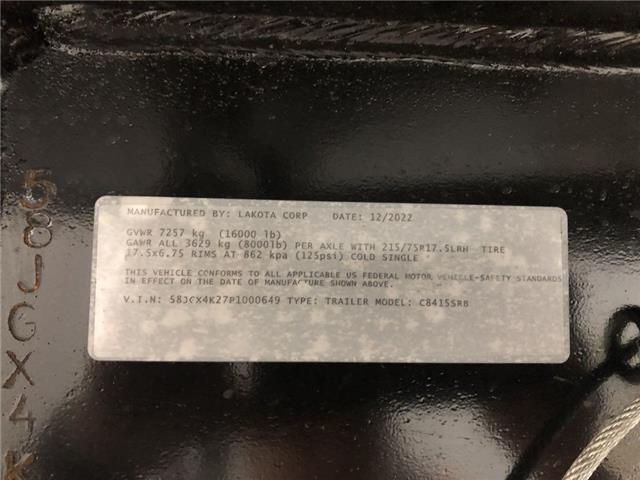 MANUFACTURED BY: LAKOTA CORP DATE: 12/2022
GVWR 7257 kg (16000 lb)
GAWR ALL 3629 kg (8000lb) PER AXLE WITH 215/75R17.5LRH TIRE
17.5x6.75 RIMS AT 862 kpa (125psi) COLD SINGLE
THIS VEHICLE CONFORMS TO ALL APPLICABLE US FEDERAL MOTOR VEHICLE-SAFETY STANDARDS
IN EFFECT ON THE DATE OF MANUFACTURE SHOWN ABOVE.
V.I.N: 58JGX4K27P1000649 TYPE: TRAILER MODEL: C8415SRB
58JGX4K